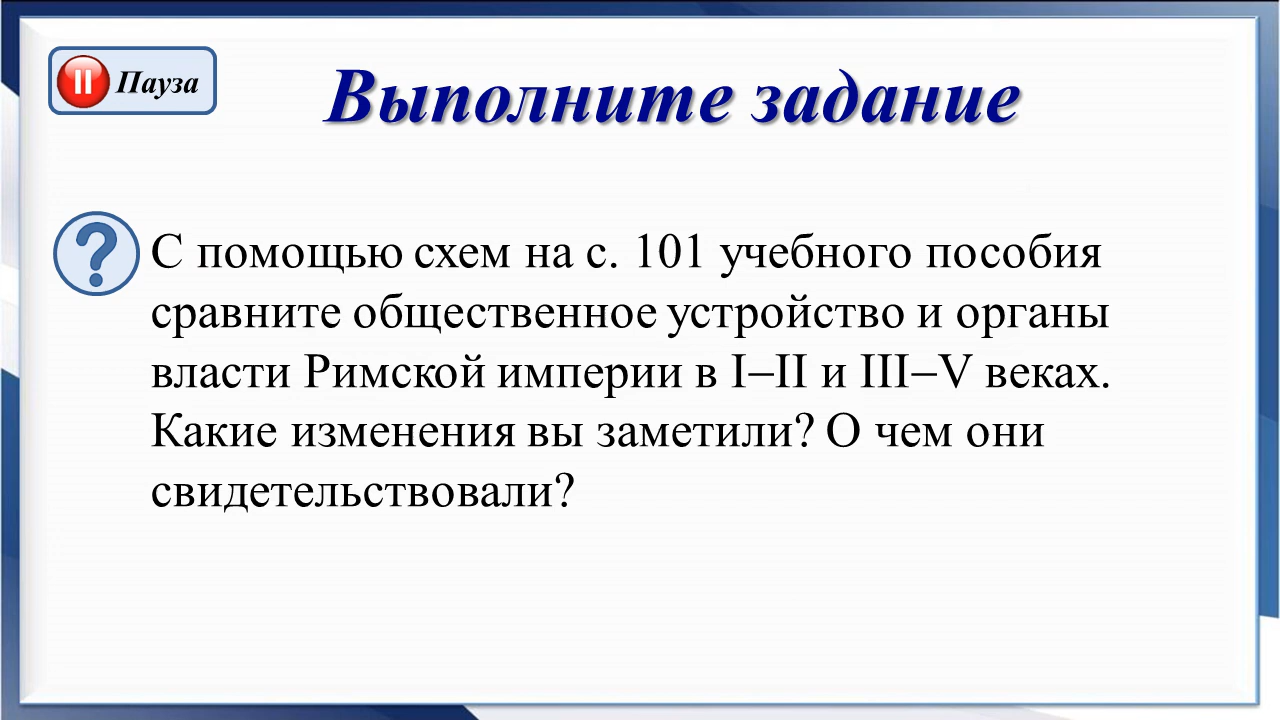 Пауза
Выполните задание
С помощью схем на с. 101 учебного пособия
сравните общественное устройство и органы
власти Римской империи в I–II и III–V веках.
Какие изменения вы заметили? О чем они
свидетельствовали?